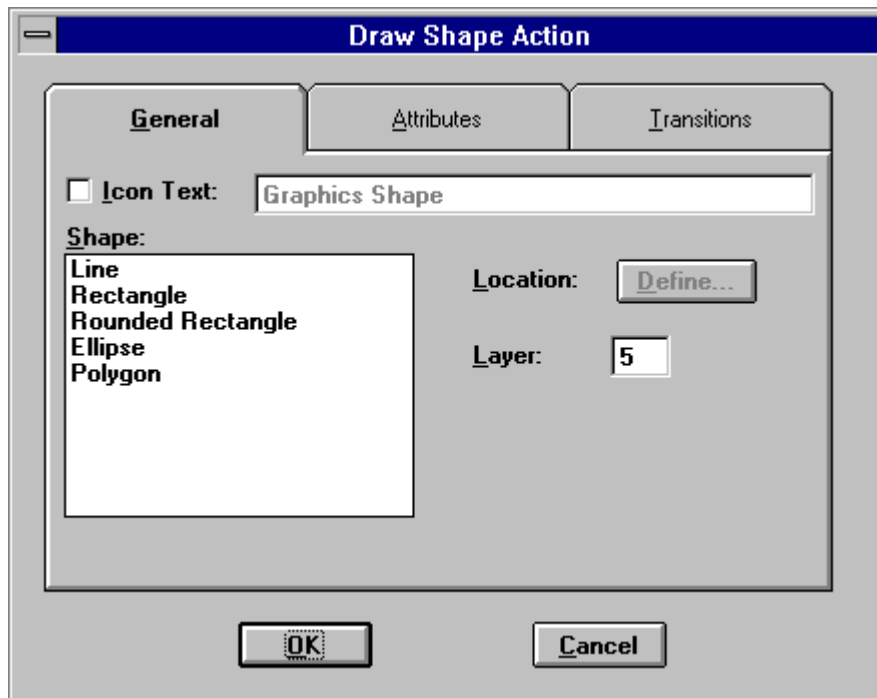 Draw Shape Action
General Attributes Transitions
Icon Text: Graphics Shape
Shape:
Line
Rectangle
Rounded Rectangle
Ellipse
Polygon
Location: Define...
Layer: 5
OK Cancel